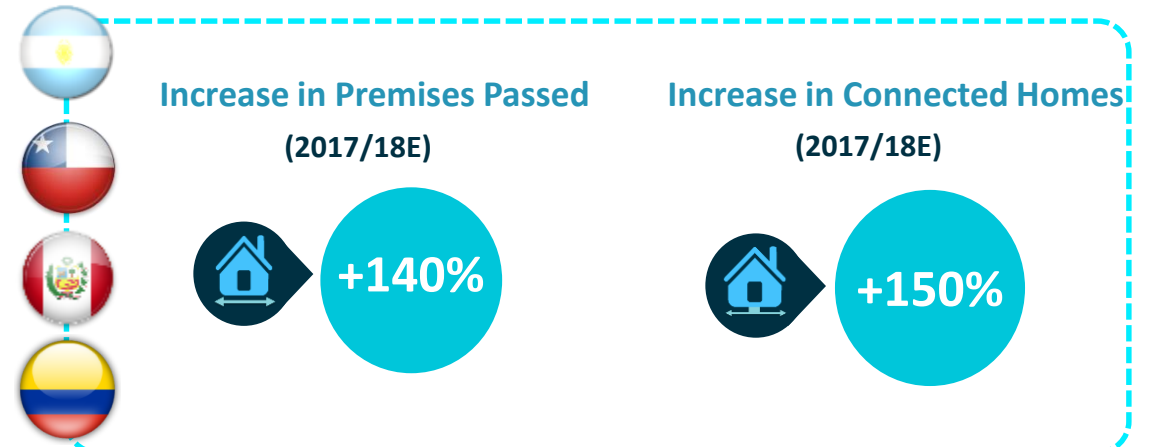 Increase in Premises Passed
(2017/18E)
+140%
Increase in Connected Homes
(2017/18E)
+150%